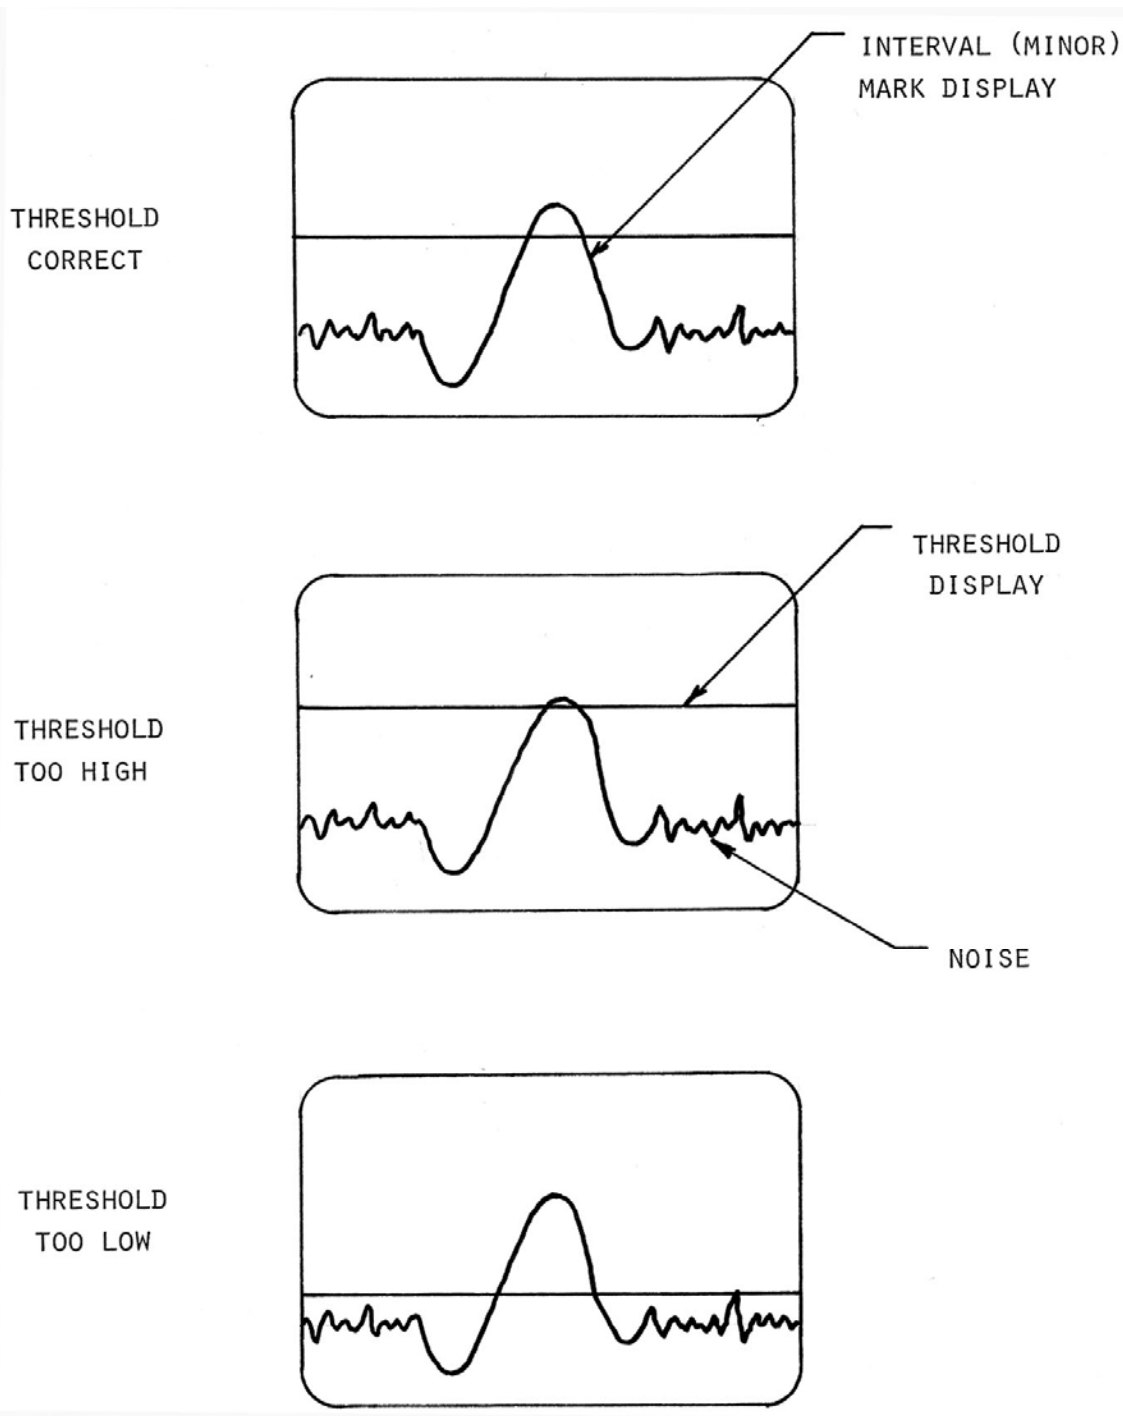 INTERVAL (MINOR)
MARK DISPLAY
THRESHOLD
CORRECT
THRESHOLD
DISPLAY
THRESHOLD
TOO HIGH
NOISE
THRESHOLD
TOO LOW